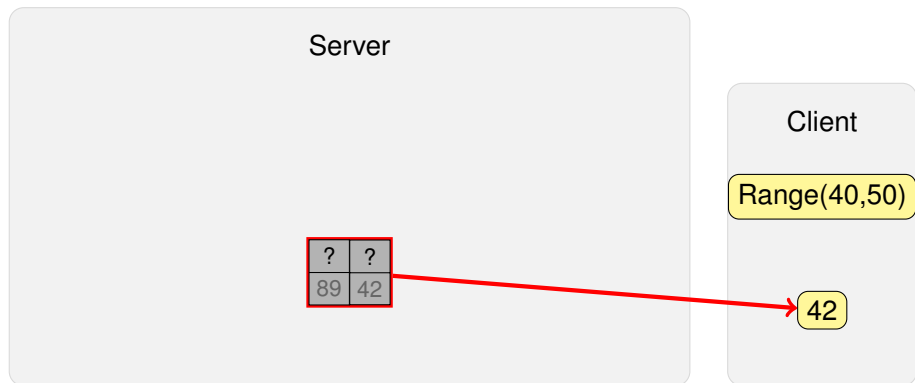 Server
Client
Range(40,50)
? ?
89 42
42